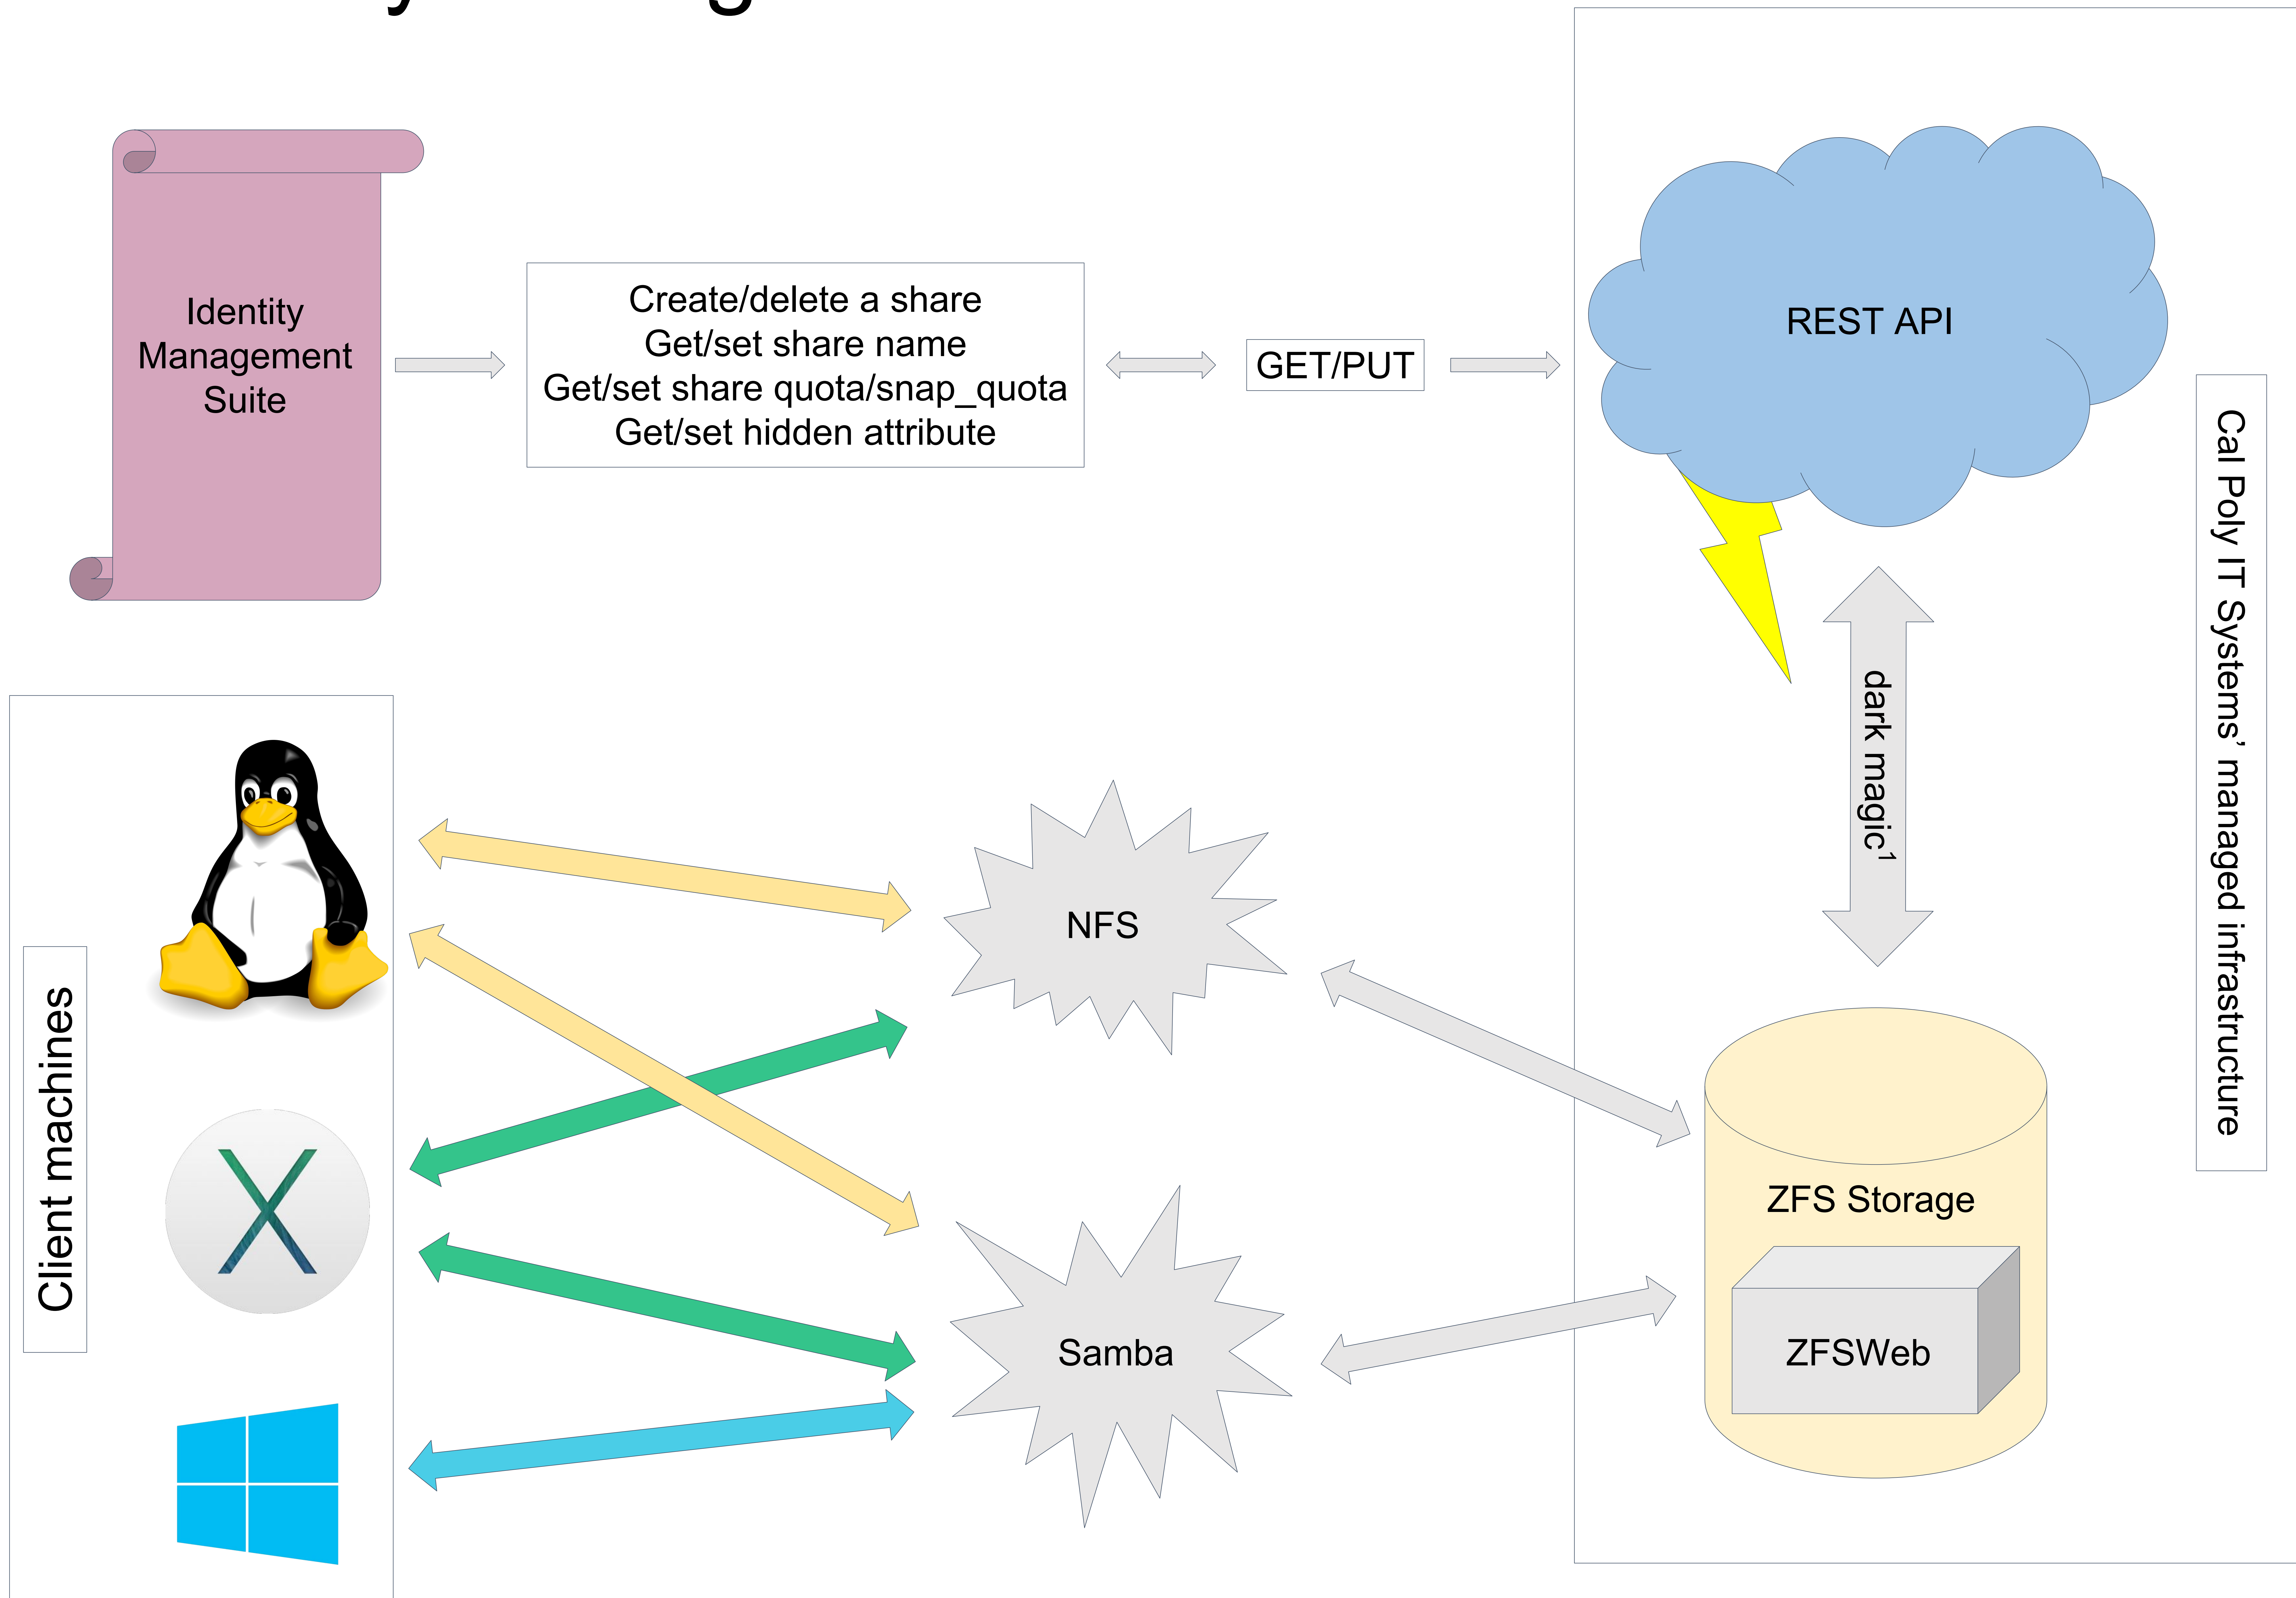 Identity
Management
Suite
Create/delete a share
Get/set share name
Get/set share quota/snap_quota
Get/set hidden attribute
GET/PUT
REST API
Cal Poly IT Systems’ managed infrastructure
dark magic¹
Client machines
NFS
Samba
ZFS Storage
ZFSWeb